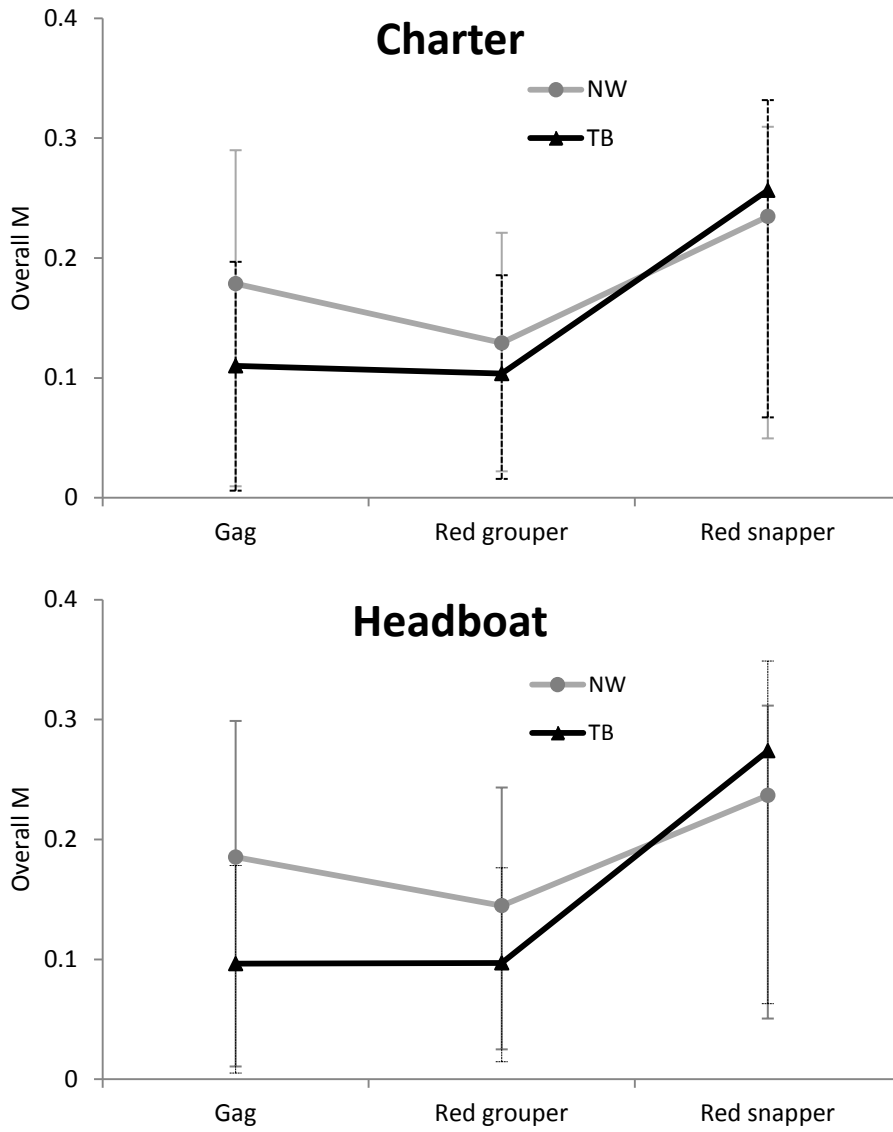 Charter
0.4
NW
TB
0.3
0.2
0.1
0
Overall M
Gag Red grouper Red snapper
Headboat
0.4
NW
TB
0.3
0.2
0.1
0
Overall M
Gag Red grouper Red snapper